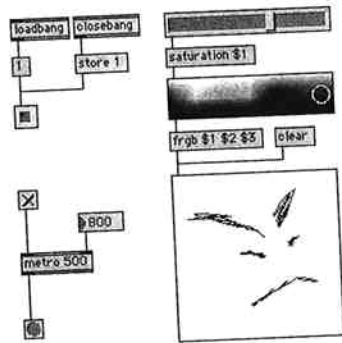 loadbang
closebang
1
store 1
saturation $1
frgb $1 $2 $3
clear
800
metro 500